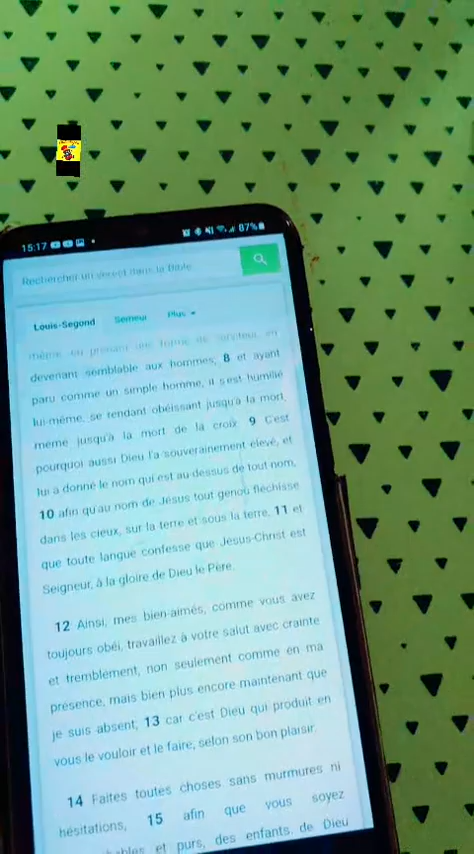 15:17
87%
Rechercher un verset dans la Bible
Louis-Segond Semeur Plus
même, en prenant une forme de serviteur, en
devenant semblable aux hommes, 8 et ayant
paru comme un simple homme, il s'est humilié
lui-même, se rendant obéissant jusqu'à la mort,
même jusqu'à la mort de la croix. 9 C'est
pourquoi aussi Dieu l'a souverainement élevé, et
lui a donné le nom qui est au-dessus de tout nom,
10 afin qu'au nom de Jésus tout genou fléchisse
dans les cieux, sur la terre et sous la terre, 11 et
que toute langue confesse que Jésus-Christ est
Seigneur, à la gloire de Dieu le Père.
12 Ainsi, mes bien-aimés, comme vous avez
toujours obéi, travaillez à votre salut avec crainte
et tremblement, non seulement comme en ma
présence, mais bien plus encore maintenant que
je suis absent; 13 car c'est Dieu qui produit en
vous le vouloir et le faire, selon son bon plaisir.
14 Faites toutes choses sans murmures ni
hésitations, 15 afin que vous soyez
et purs, des enfants de Dieu